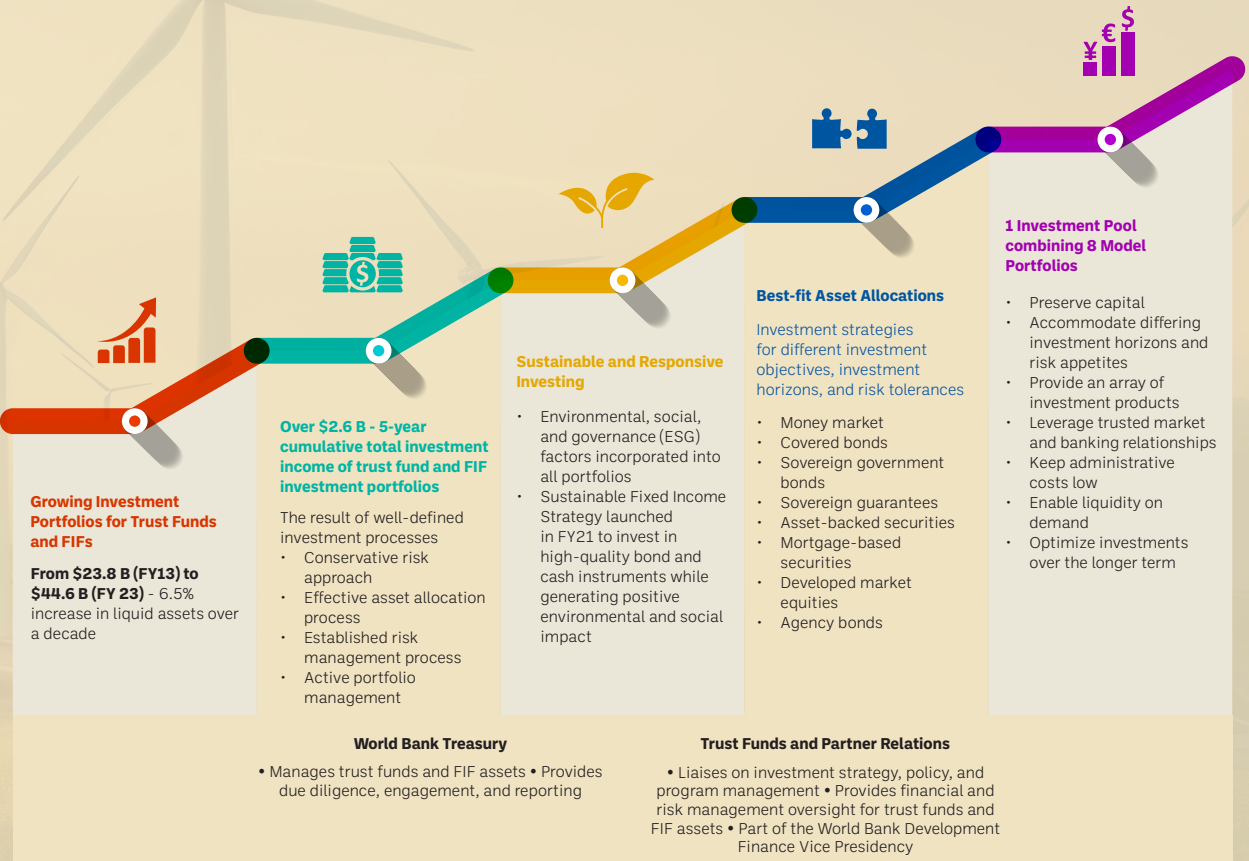 Growing Investment
Portfolios for Trust Funds
and FIFs
From $23.8 B (FY13) to
$44.6 B (FY 23) - 6.5%
increase in liquid assets over
a decade
$
Over $2.6 B - 5-year
cumulative total investment
income of trust fund and FIF
investment portfolios
The result of well-defined
investment processes
• Conservative risk
approach
• Effective asset allocation
process
• Established risk
management process
• Active portfolio
management
Sustainable and Responsive
Investing
• Environmental, social,
and governance (ESG)
factors incorporated into
all portfolios
• Sustainable Fixed Income
Strategy launched
in FY21 to invest in
high-quality bond and
cash instruments while
generating positive
environmental and social
impact
Best-fit Asset Allocations
Investment strategies
for different investment
objectives, investment
horizons, and risk tolerances
• Money market
• Covered bonds
• Sovereign government
bonds
• Sovereign guarantees
• Asset-backed securities
• Mortgage-based
securities
• Developed market
equities
• Agency bonds
¥ € $
1 Investment Pool
combining 8 Model
Portfolios
• Preserve capital
• Accommodate differing
investment horizons and
risk appetites
• Provide an array of
investment products
• Leverage trusted market
and banking relationships
• Keep administrative
costs low
• Enable liquidity on
demand
• Optimize investments
over the longer term
World Bank Treasury
• Manages trust funds and FIF assets • Provides
due diligence, engagement, and reporting
Trust Funds and Partner Relations
• Liaises on investment strategy, policy, and
program management • Provides financial and
risk management oversight for trust funds and
FIF assets • Part of the World Bank Development
Finance Vice Presidency